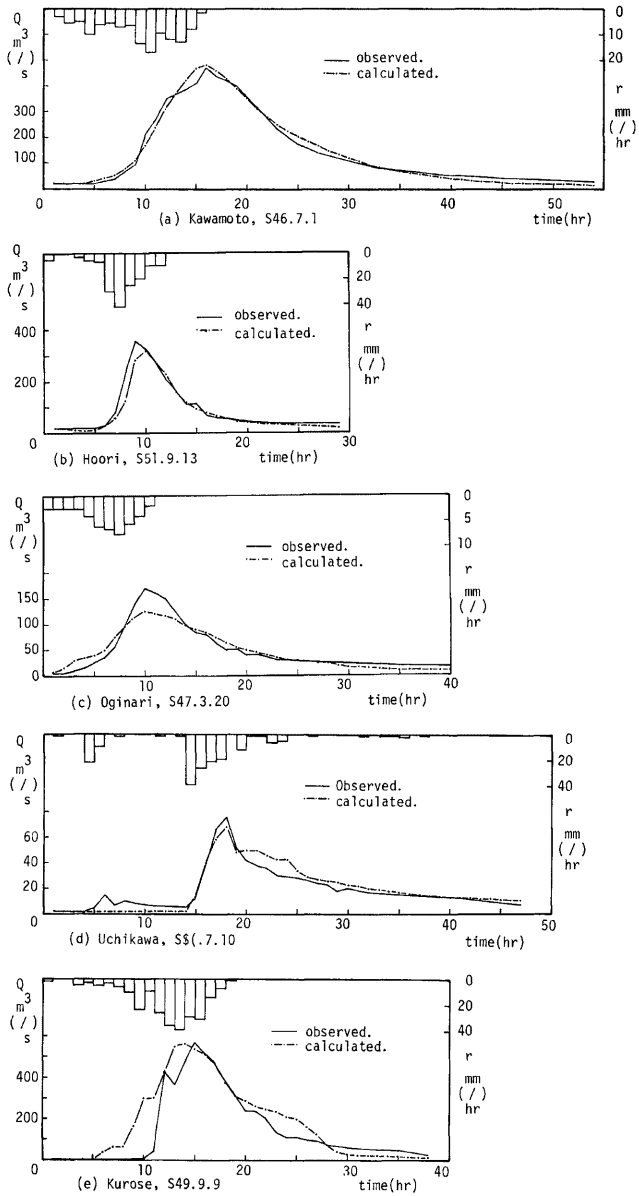 Q
m3
(/)
s
300
200
100
0
10
20
30
40
50
0
10
20
r
mm
(/)
hr
observed.
calculated.
(a) Kawamoto, S46.7.1
time(hr)
Q
m3
(/)
s
400
200
0
10
20
30
0
20
40
r
mm
(/)
hr
observed.
calculated.
(b) Hoori, S51.9.13
time(hr)
Q
m3
(/)
s
150
100
50
0
10
20
30
40
0
5
10
r
mm
(/)
hr
observed.
calculated.
(c) Oginari, S47.3.20
time(hr)
Q
m3
(/)
s
60
40
20
0
10
20
30
40
50
0
20
40
r
mm
(/)
hr
Observed.
calculated.
(d) Uchikawa, S$(.7.10
time(hr)
Q
m3
(/)
s
400
200
0
10
20
30
40
0
20
40
r
mm
(/)
hr
observed.
calculated.
(e) Kurose, S49.9.9
time(hr)